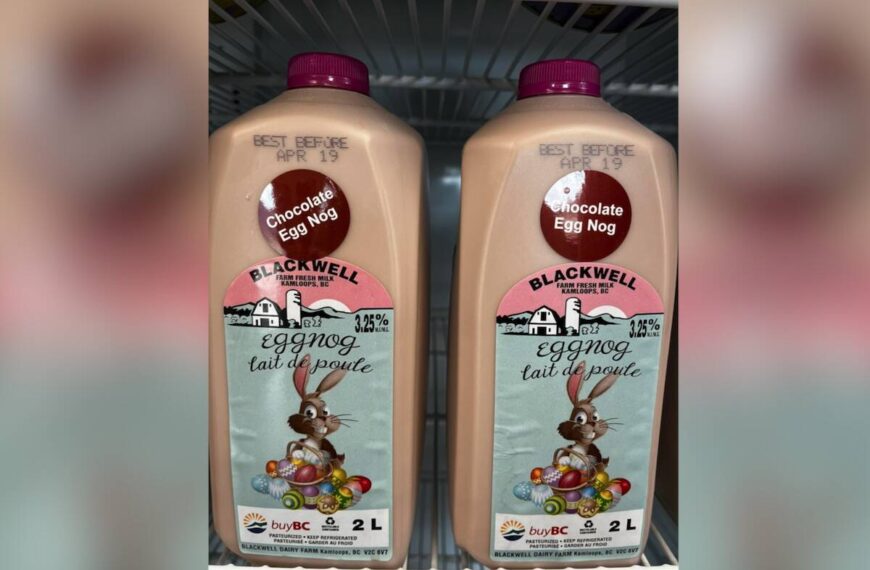 BEST BEFORE
APR 19
Chocolate
Egg Nog
BLACKWELL
FARM FRESH MILK
KAMLOOPS, BC
3.25%
M.F.
Eggnog
lait de poule
buyBC
RECYCLABLE
CONTAINER
2 L
PASTEURIZED • KEEP REFRIGERATED
PASTEURISÉ • GARDER AU FROID
BLACKWELL DAIRY FARM Kamloops, BC V2C 6V7
BEST BEFORE
APR 19
Chocolate
Egg Nog
BLACKWELL
FARM FRESH MILK
KAMLOOPS, BC
3.25%
Eggnog
lait de poule
buyBC
2 L
PASTEURIZED • KEEP REFRIGERATED
PASTEURISÉ • GARDER AU FROID
BLACKWELL DAIRY FARM Kamloops, BC V2C 6V7